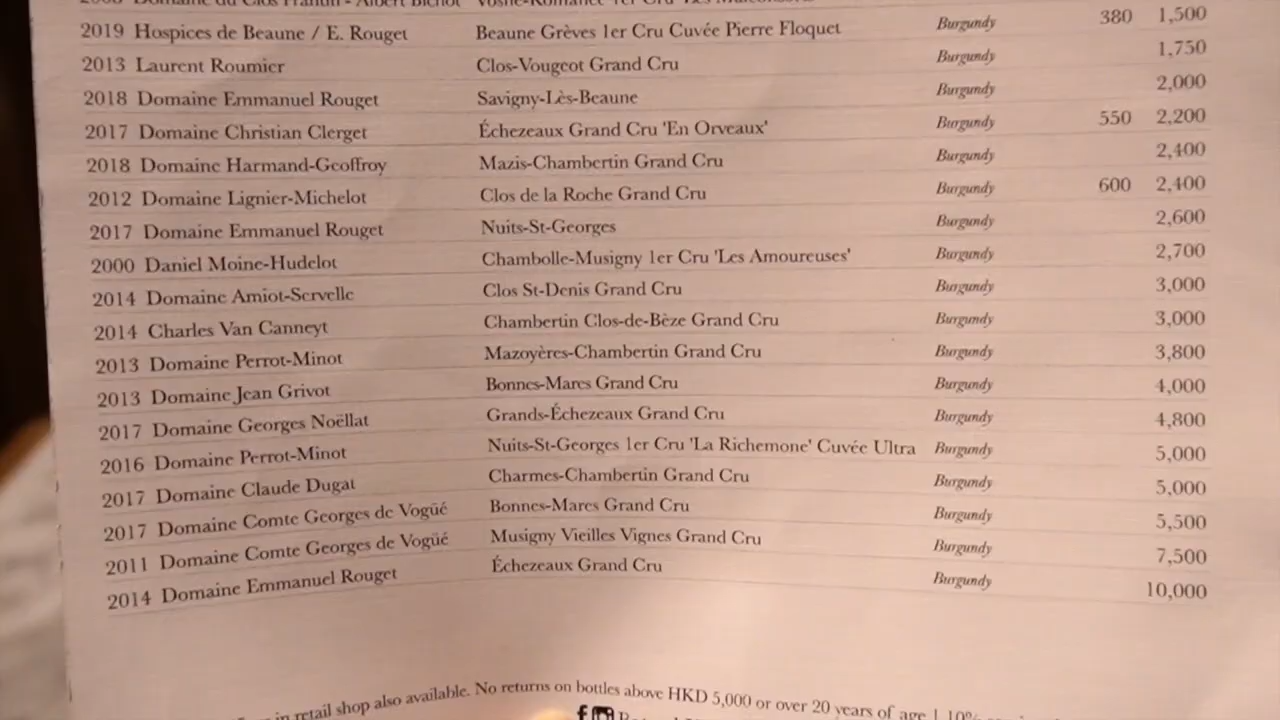 Domaine du Clos Frantin - Albert Bichot Vosne-Romanée 1er Cru
2019 Hospices de Beaune / E. Rouget Beaune Grèves 1er Cru Cuvée Pierre Floquet Burgundy 380 1,500
2013 Laurent Roumier Clos-Vougeot Grand Cru Burgundy 1,750
2018 Domaine Emmanuel Rouget Savigny-Lès-Beaune Burgundy 2,000
2017 Domaine Christian Clerget Échezeaux Grand Cru 'En Orveaux' Burgundy 550 2,200
2018 Domaine Harmand-Geoffroy Mazis-Chambertin Grand Cru Burgundy 2,400
2012 Domaine Lignier-Michelot Clos de la Roche Grand Cru Burgundy 600 2,400
2017 Domaine Emmanuel Rouget Nuits-St-Georges Burgundy 2,600
2000 Daniel Moine-Hudelot Chambolle-Musigny 1er Cru 'Les Amoureuses' Burgundy 2,700
2014 Domaine Amiot-Servelle Clos St-Denis Grand Cru Burgundy 3,000
2014 Charles Van Canneyt Chambertin Clos-de-Bèze Grand Cru Burgundy 3,000
2013 Domaine Perrot-Minot Mazoyères-Chambertin Grand Cru Burgundy 3,800
2013 Domaine Jean Grivot Bonnes-Mares Grand Cru Burgundy 4,000
2017 Domaine Georges Noëllat Grands-Échezeaux Grand Cru Burgundy 4,800
2016 Domaine Perrot-Minot Nuits-St-Georges 1er Cru 'La Richemone' Cuvée Ultra Burgundy 5,000
2017 Domaine Claude Dugat Charmes-Chambertin Grand Cru Burgundy 5,000
2017 Domaine Comte Georges de Vogüé Bonnes-Mares Grand Cru Burgundy 5,500
2011 Domaine Comte Georges de Vogüé Musigny Vieilles Vignes Grand Cru Burgundy 7,500
2014 Domaine Emmanuel Rouget Échezeaux Grand Cru Burgundy 10,000
in retail shop also available. No returns on bottles above HKD 5,000 or over 20 years of age | 10%